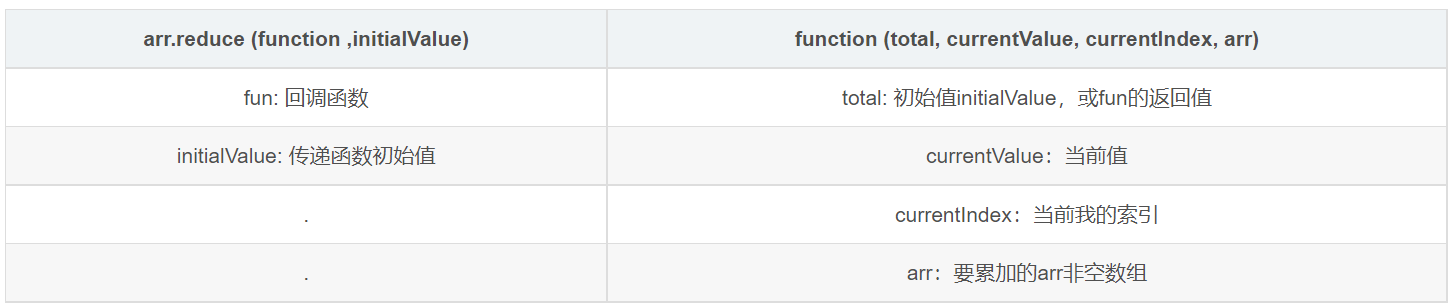 arr.reduce (function ,initialValue) function (total, currentValue, currentIndex, arr)
fun: 回调函数 total: 初始值initialValue，或fun的返回值
initialValue: 传递函数初始值 currentValue：当前值
. currentIndex：当前我的索引
. arr：要累加的arr非空数组